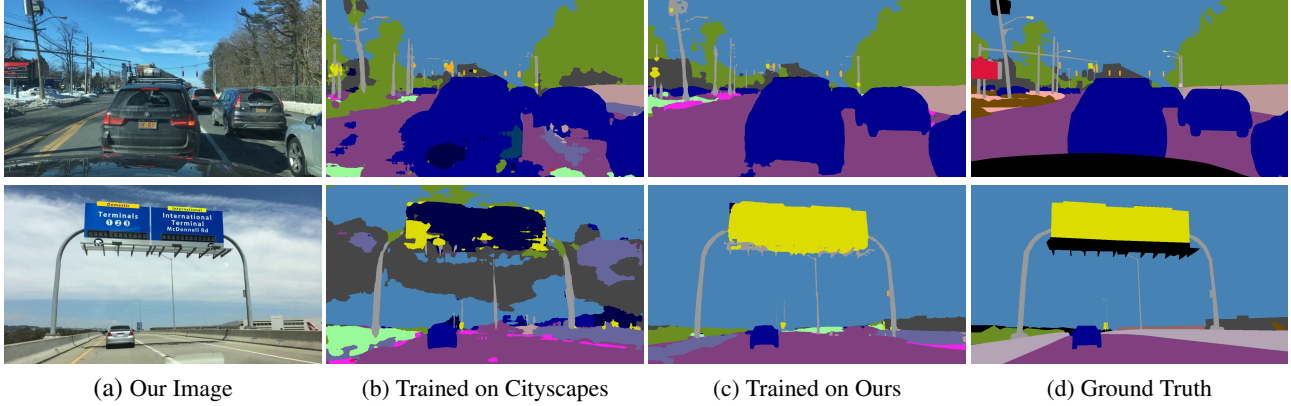 Domestic
International
Terminals
1 2 3
International
Terminal
McDonnell Rd
(a) Our Image
(b) Trained on Cityscapes
(c) Trained on Ours
(d) Ground Truth